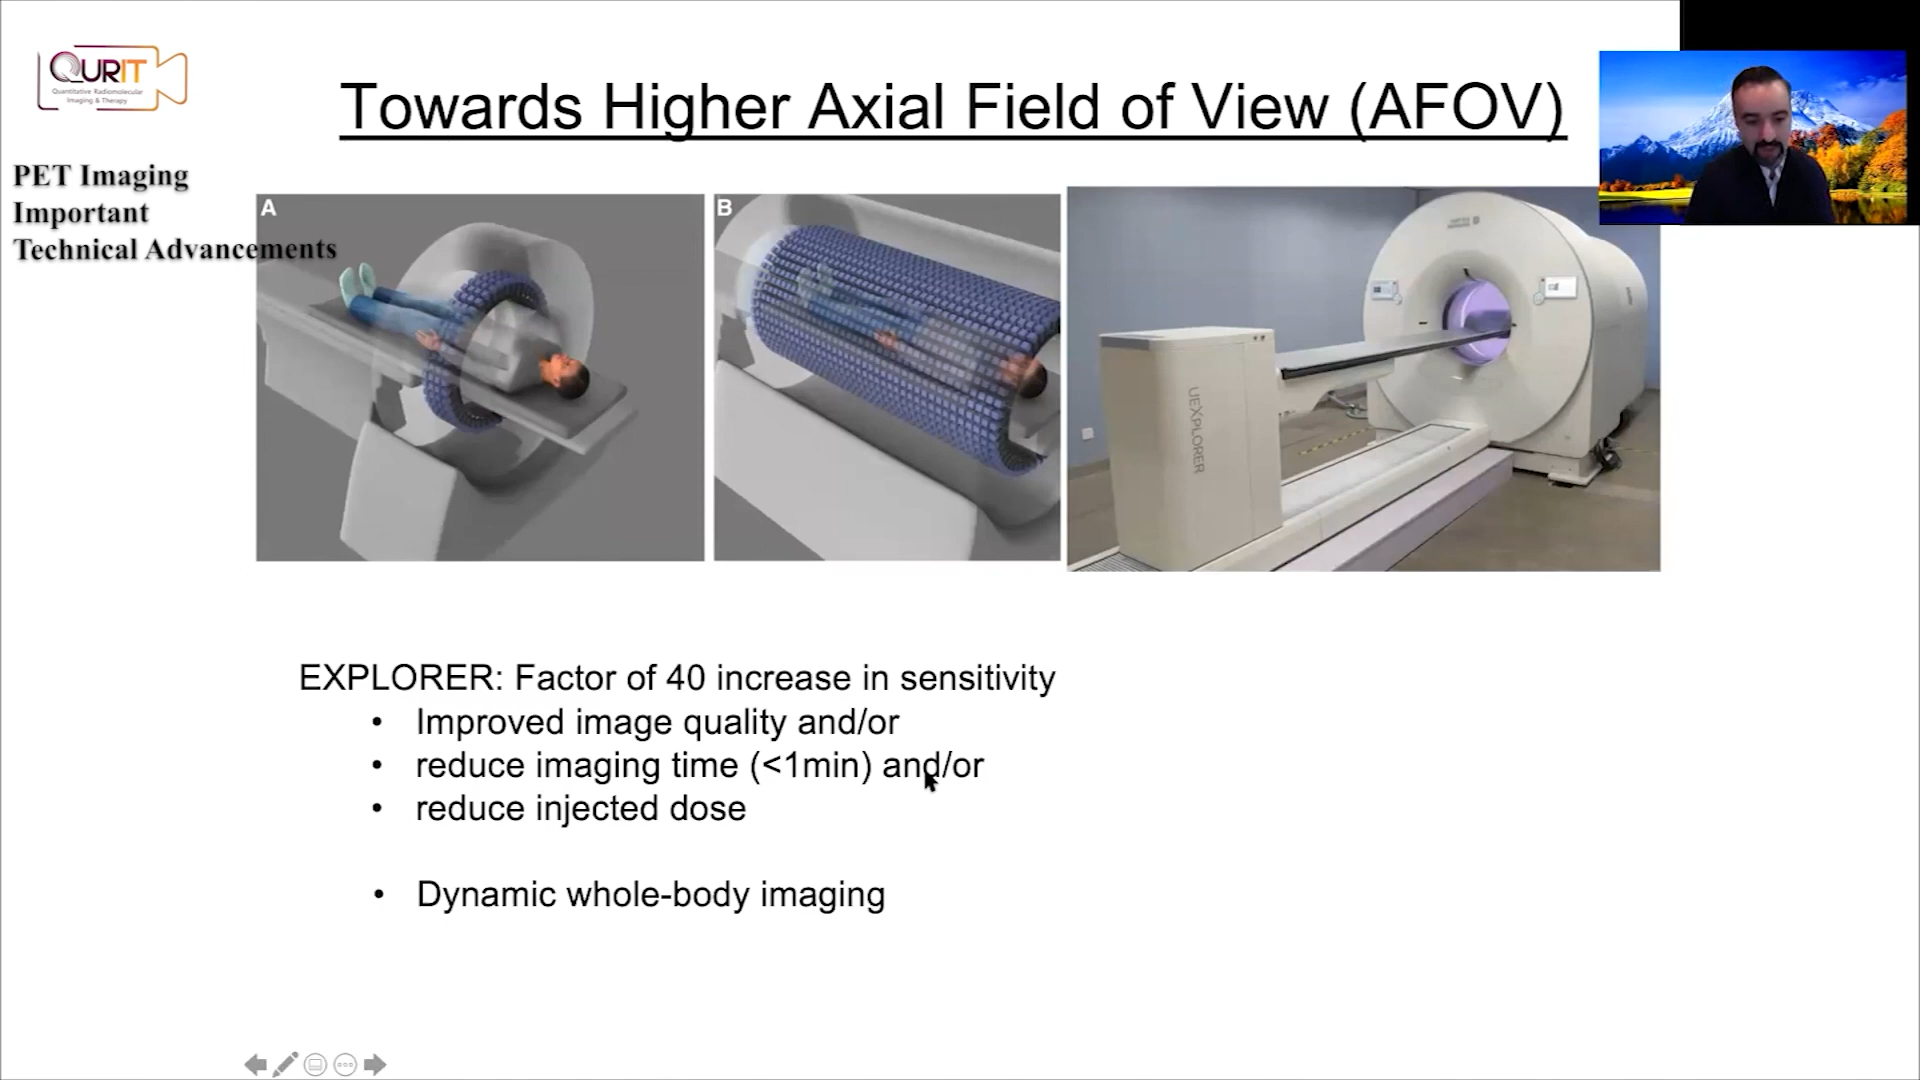 QURIT
Quantitative Radiomolecular
Imaging & Therapy
Towards Higher Axial Field of View (AFOV)
PET Imaging
Important
Technical Advancements
A
B
UEXPLORER
EXPLORER: Factor of 40 increase in sensitivity
• Improved image quality and/or
• reduce imaging time (<1min) and/or
• reduce injected dose
• Dynamic whole-body imaging